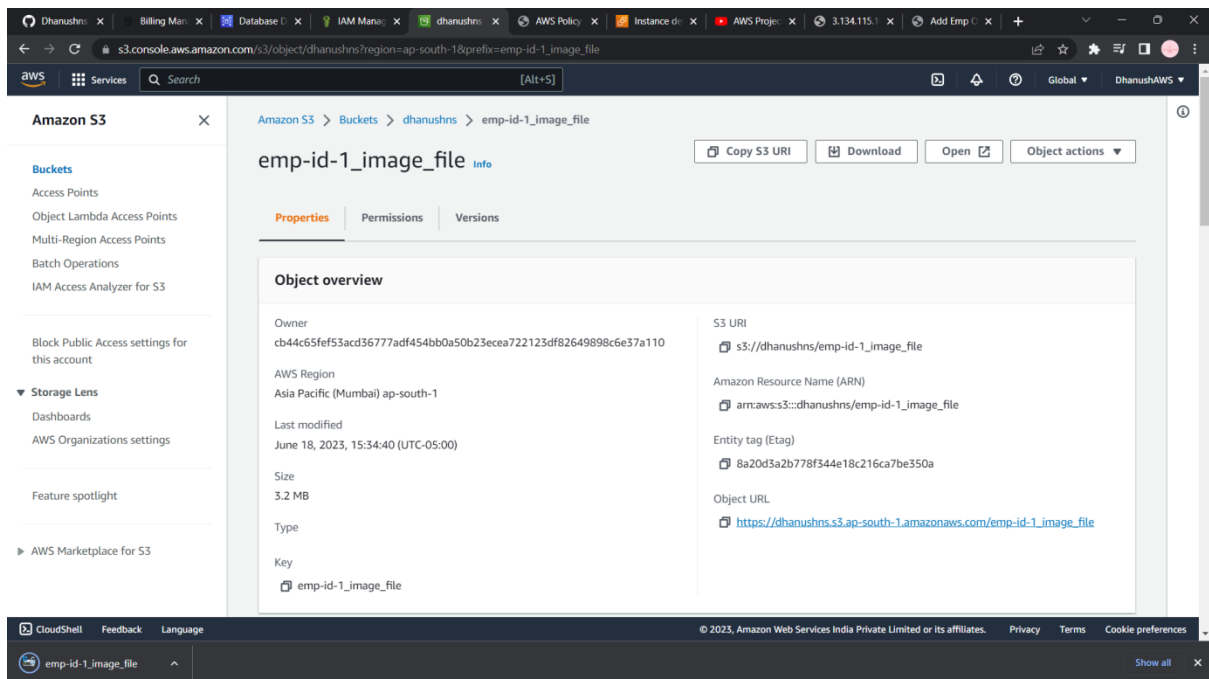 Dhanushns
Billing Man
Database D
IAM Manag
dhanushns
AWS Policy
Instance de
AWS Projec
3.134.115.1
Add Emp
s3.console.aws.amazon.com/s3/object/dhanushns?region=ap-south-1&prefix=emp-id-1_image_file
aws
Services
Search
[Alt+S]
Global
DhanushAWS
Amazon S3
Buckets
Access Points
Object Lambda Access Points
Multi-Region Access Points
Batch Operations
IAM Access Analyzer for S3
Block Public Access settings for
this account
Storage Lens
Dashboards
AWS Organizations settings
Feature spotlight
AWS Marketplace for S3
Amazon S3 > Buckets > dhanushns > emp-id-1_image_file
emp-id-1_image_file Info
Copy S3 URI
Download
Open
Object actions
Properties
Permissions
Versions
Object overview
Owner
cb44c65fef53acd36777adf454bb0a50b23ecea722123df82649898c6e37a110
AWS Region
Asia Pacific (Mumbai) ap-south-1
Last modified
June 18, 2023, 15:34:40 (UTC-05:00)
Size
3.2 MB
Type
Key
emp-id-1_image_file
S3 URI
s3://dhanushns/emp-id-1_image_file
Amazon Resource Name (ARN)
arn:aws:s3:::dhanushns/emp-id-1_image_file
Entity tag (Etag)
8a20d3a2b778f344e18c216ca7be350a
Object URL
https://dhanushns.s3.ap-south-1.amazonaws.com/emp-id-1_image_file
CloudShell
Feedback
Language
© 2023, Amazon Web Services India Private Limited or its affiliates.
Privacy
Terms
Cookie preferences
emp-id-1_image_file
Show all